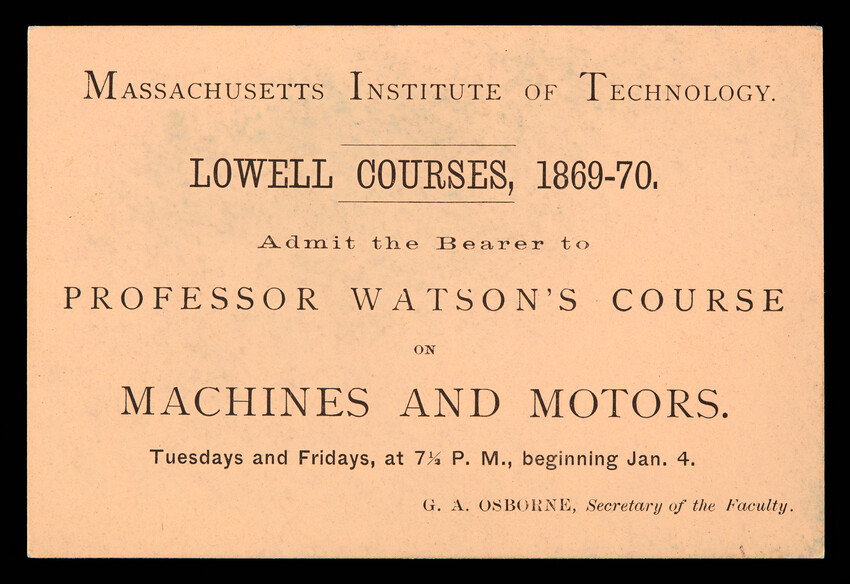 MASSACHUSETTS INSTITUTE OF TECHNOLOGY.
LOWELL COURSES, 1869-70.
Admit the Bearer to
PROFESSOR WATSON'S COURSE
ON
MACHINES AND MOTORS.
Tuesdays and Fridays, at 7½ P. M., beginning Jan. 4.
G. A. OSBORNE, Secretary of the Faculty.